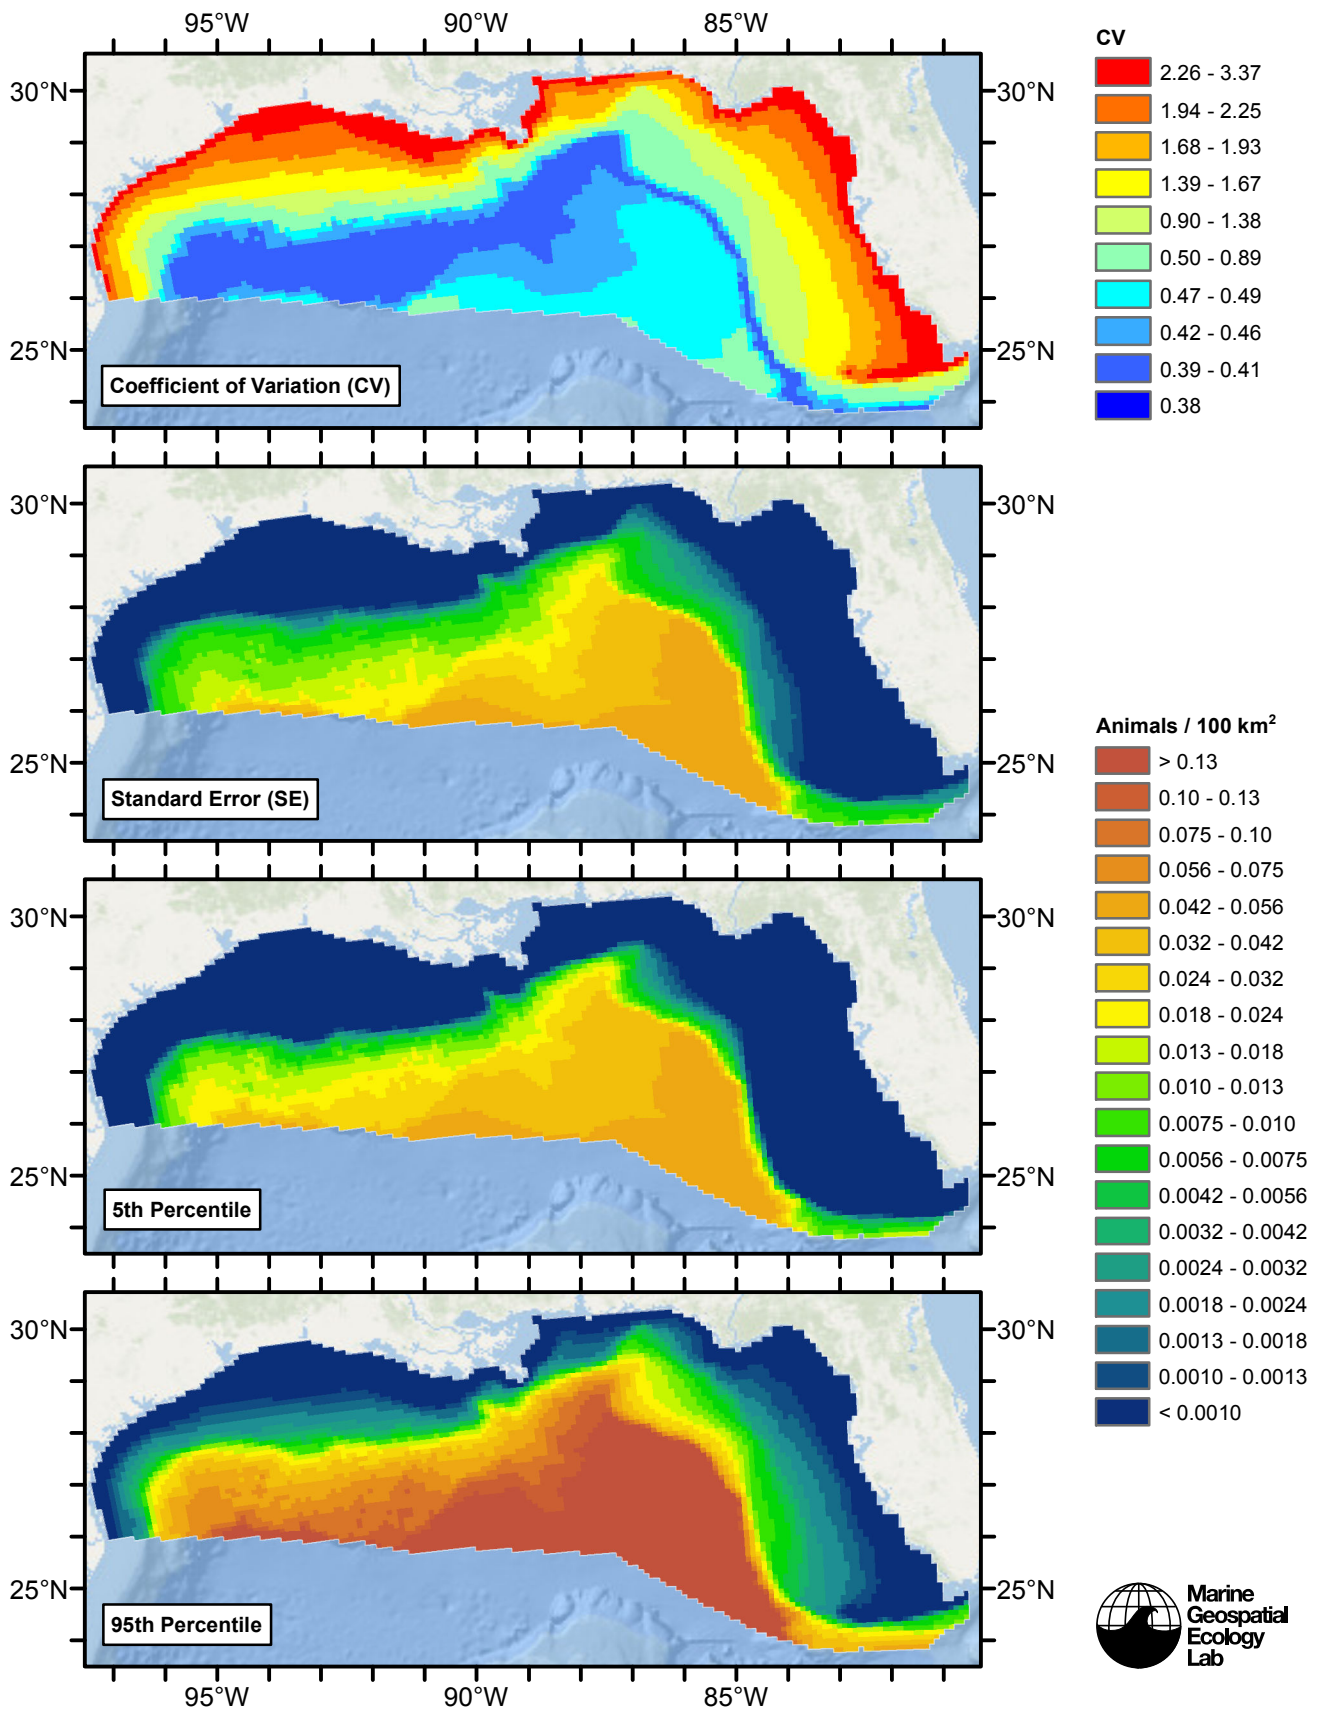 95°W 90°W 85°W
30°N 30°N
25°N 25°N
Coefficient of Variation (CV)
CV
2.26 - 3.37
1.94 - 2.25
1.68 - 1.93
1.39 - 1.67
0.90 - 1.38
0.50 - 0.89
0.47 - 0.49
0.42 - 0.46
0.39 - 0.41
0.38
30°N 30°N
25°N 25°N
Standard Error (SE)
30°N 30°N
25°N 25°N
5th Percentile
Animals / 100 km²
> 0.13
0.10 - 0.13
0.075 - 0.10
0.056 - 0.075
0.042 - 0.056
0.032 - 0.042
0.024 - 0.032
0.018 - 0.024
0.013 - 0.018
0.010 - 0.013
0.0075 - 0.010
0.0056 - 0.0075
0.0042 - 0.0056
0.0032 - 0.0042
0.0024 - 0.0032
0.0018 - 0.0024
0.0013 - 0.0018
0.0010 - 0.0013
< 0.0010
30°N 30°N
25°N 25°N
95th Percentile
95°W 90°W 85°W
Marine
Geospatial
Ecology
Lab